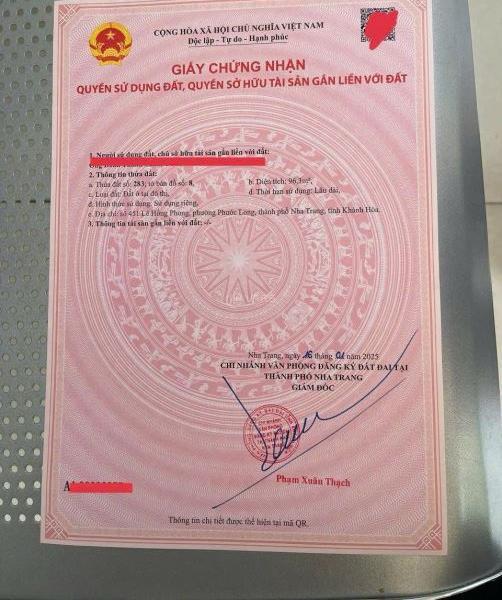 CỘNG HÒA XÃ HỘI CHỦ NGHĨA VIỆT NAM
Độc lập - Tự do - Hạnh phúc
GIẤY CHỨNG NHẬN
QUYỀN SỬ DỤNG ĐẤT, QUYỀN SỞ HỮU TÀI SẢN GẮN LIỀN VỚI ĐẤT
1. Người sử dụng đất, chủ sở hữu tài sản gắn liền với đất:
2. Thông tin thửa đất:
a. Thửa đất số: 283; tờ bản đồ số: 8, b. Diện tích: 96,3m²,
c. Loại đất: Đất ở tại đô thị, d. Thời hạn sử dụng: Lâu dài,
đ. Hình thức sử dụng: Sử dụng riêng,
e. Địa chỉ: số 451 Lê Hồng Phong, phường Phước Long, thành phố Nha Trang, tỉnh Khánh Hòa.
3. Thông tin tài sản gắn liền với đất: -/-
Nha Trang, ngày 16 tháng 01 năm 2025
CHI NHÁNH VĂN PHÒNG ĐĂNG KÝ ĐẤT ĐAI TẠI
THÀNH PHỐ NHA TRANG
GIÁM ĐỐC
Phạm Xuân Thạch
A
Thông tin chi tiết được thể hiện tại mã QR.